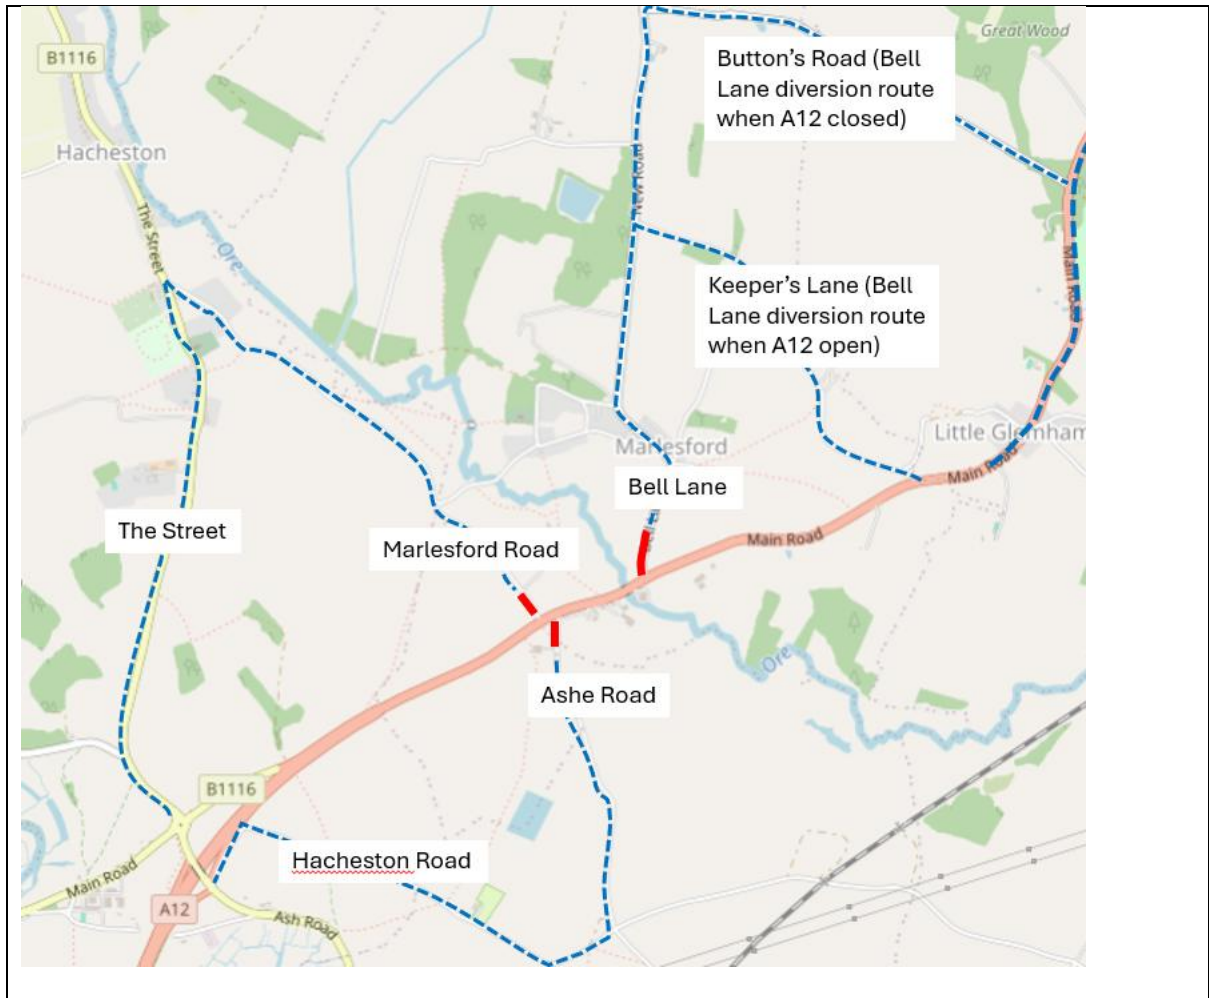 Great Wood
B1116
Button's Road (Bell
Lane diversion route
when A12 closed)
Hacheston
New Road
The Street
Ore
Main Road
Keeper's Lane (Bell
Lane diversion route
when A12 open)
Marlesford
Little Glemham
Main Road
Bell Lane
The Street
Marlesford Road
Main Road
Ore
Ashe Road
B1116
Hacheston Road
Main Road
A12
Ash Road